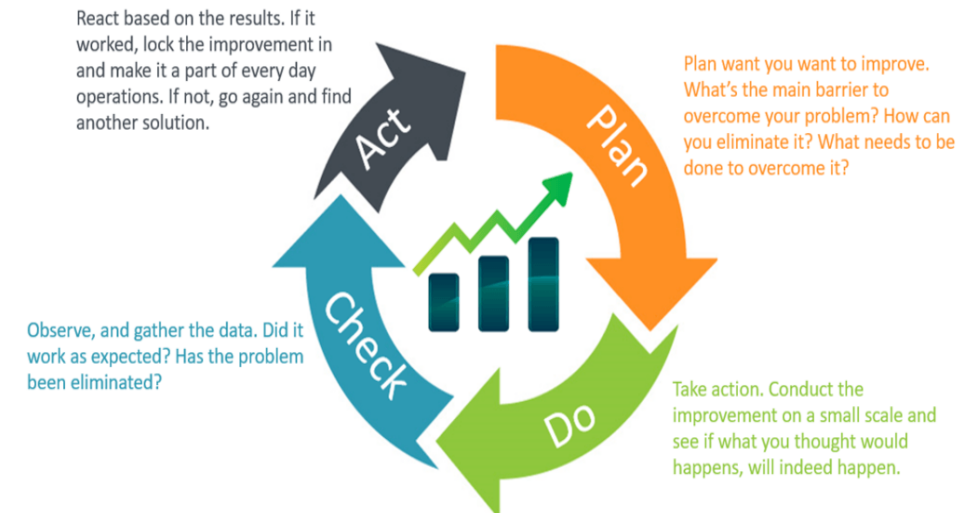 React based on the results. If it
worked, lock the improvement in
and make it a part of every day
operations. If not, go again and find
another solution.
Act
Plan
Plan want you want to improve.
What's the main barrier to
overcome your problem? How can
you eliminate it? What needs to be
done to overcome it?
Check
Observe, and gather the data. Did it
work as expected? Has the problem
been eliminated?
Do
Take action. Conduct the
improvement on a small scale and
see if what you thought would
happens, will indeed happen.